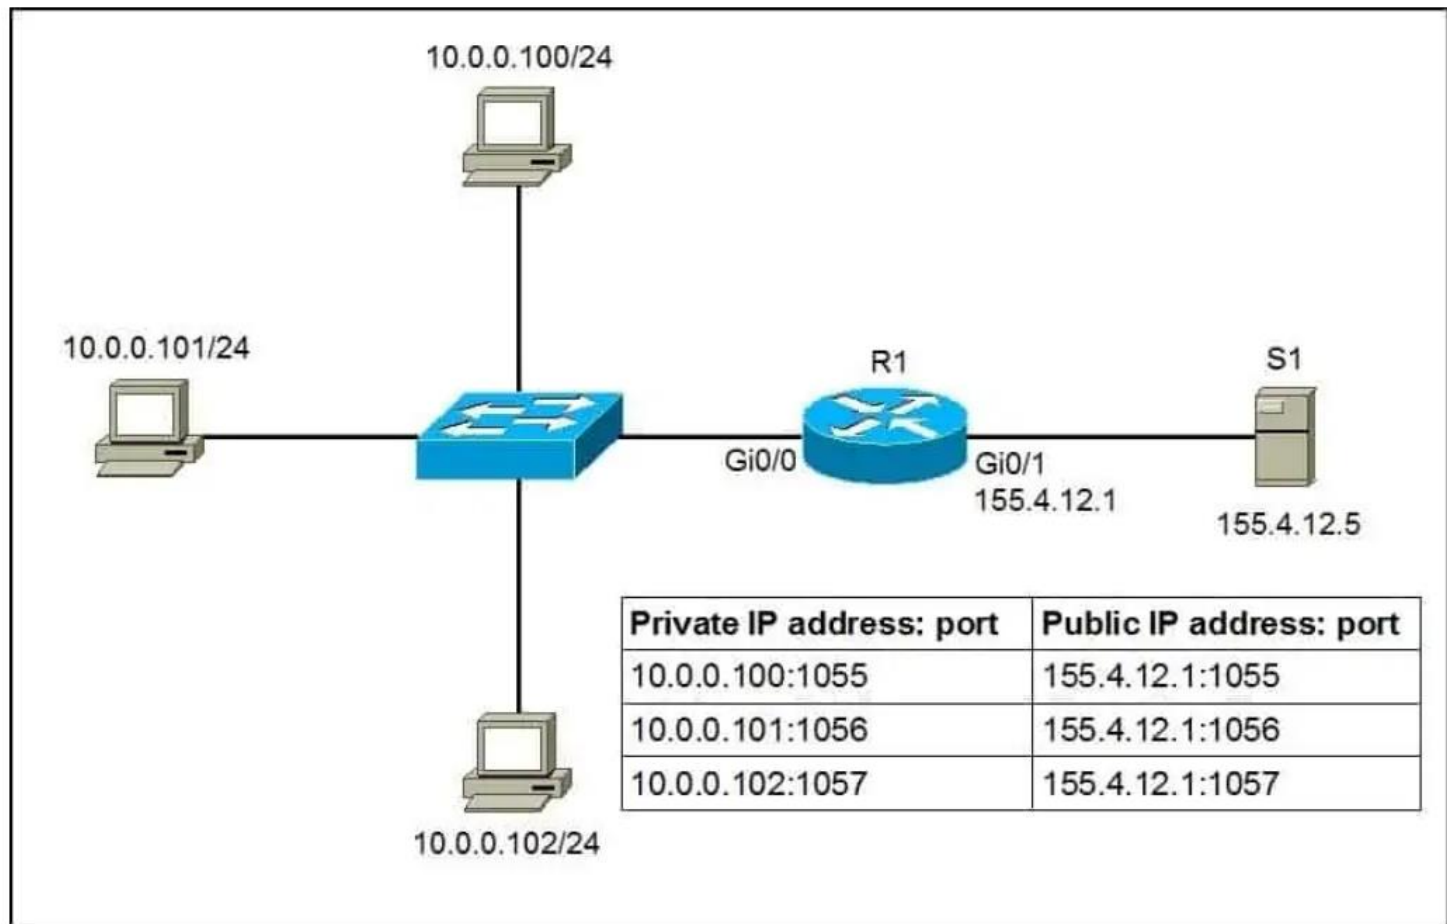 10.0.0.100/24
10.0.0.101/24
R1
S1
Gi0/0
Gi0/1
155.4.12.1
155.4.12.5
Private IP address: port
Public IP address: port
10.0.0.100:1055
155.4.12.1:1055
10.0.0.101:1056
155.4.12.1:1056
10.0.0.102:1057
155.4.12.1:1057
10.0.0.102/24